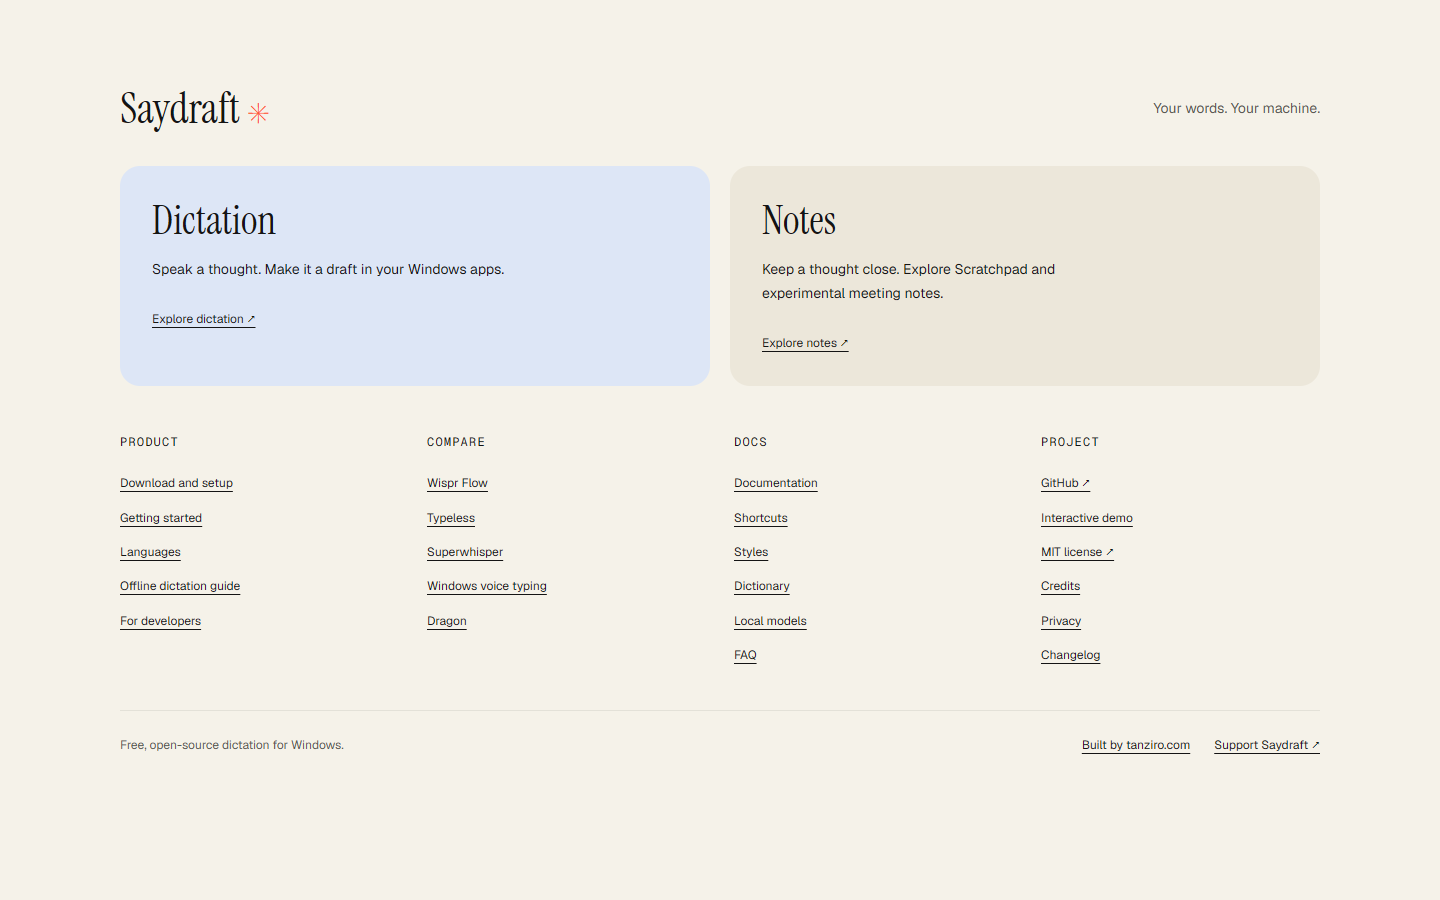 Saydraft
Your words. Your machine.
Dictation
Speak a thought. Make it a draft in your Windows apps.
Explore dictation ↗
Notes
Keep a thought close. Explore Scratchpad and
experimental meeting notes.
Explore notes ↗
PRODUCT
Download and setup
Getting started
Languages
Offline dictation guide
For developers
COMPARE
Wispr Flow
Typeless
Superwhisper
Windows voice typing
Dragon
DOCS
Documentation
Shortcuts
Styles
Dictionary
Local models
FAQ
PROJECT
GitHub ↗
Interactive demo
MIT license ↗
Credits
Privacy
Changelog
Free, open-source dictation for Windows.
Built by tanziro.com
Support Saydraft ↗